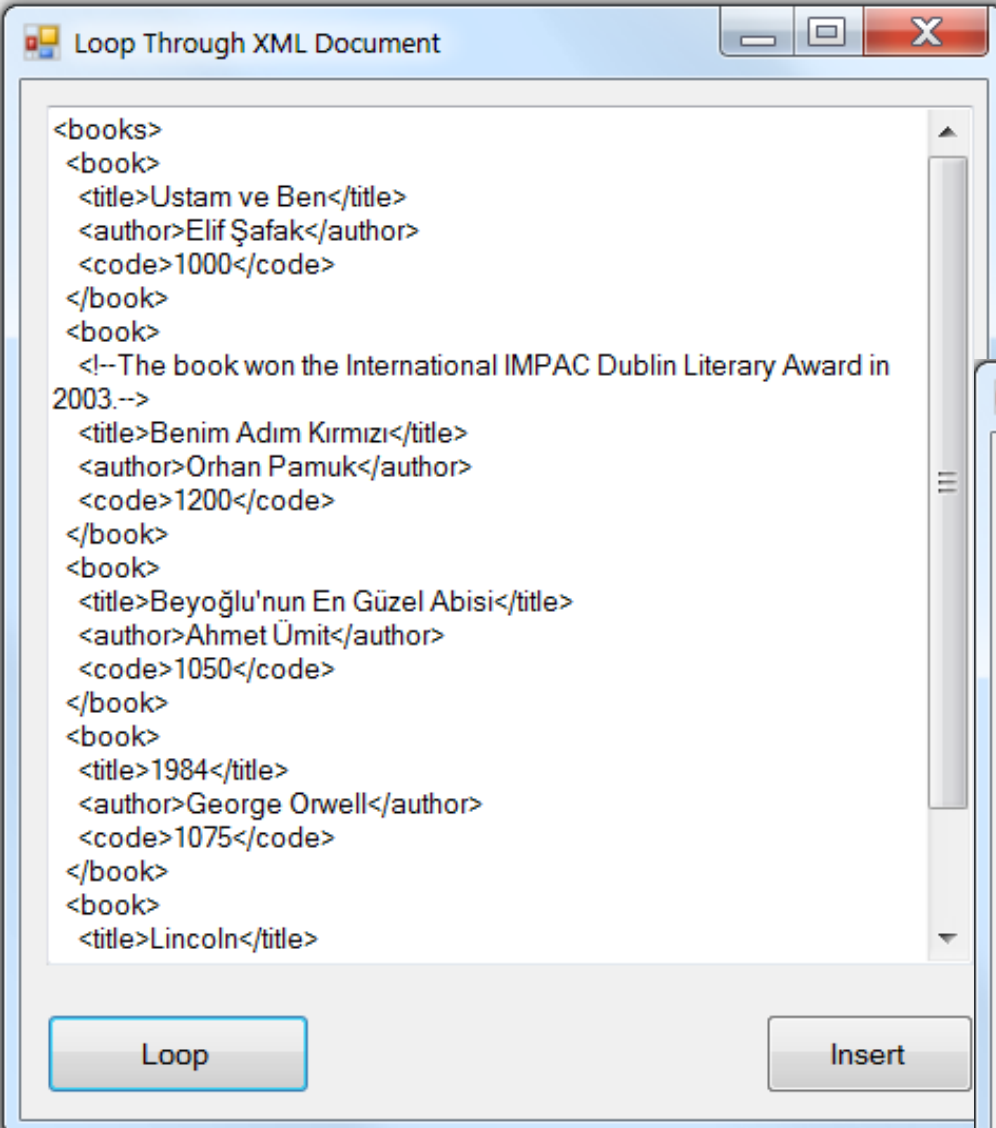 Loop Through XML Document
<books>
  <book>
    <title>Ustam ve Ben</title>
    <author>Elif Şafak</author>
    <code>1000</code>
  </book>
  <book>
    <!--The book won the International IMPAC Dublin Literary Award in
2003.-->
    <title>Benim Adım Kırmızı</title>
    <author>Orhan Pamuk</author>
    <code>1200</code>
  </book>
  <book>
    <title>Beyoğlu'nun En Güzel Abisi</title>
    <author>Ahmet Ümit</author>
    <code>1050</code>
  </book>
  <book>
    <title>1984</title>
    <author>George Orwell</author>
    <code>1075</code>
  </book>
  <book>
    <title>Lincoln</title>
Loop
Insert